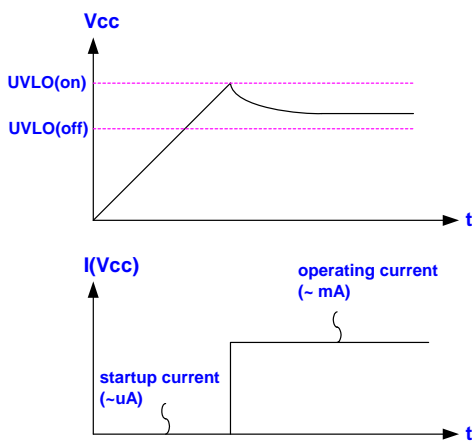 Vcc
UVLO(on)
UVLO(off)
t
I(Vcc)
operating current
(~ mA)
startup current
(~uA)
t